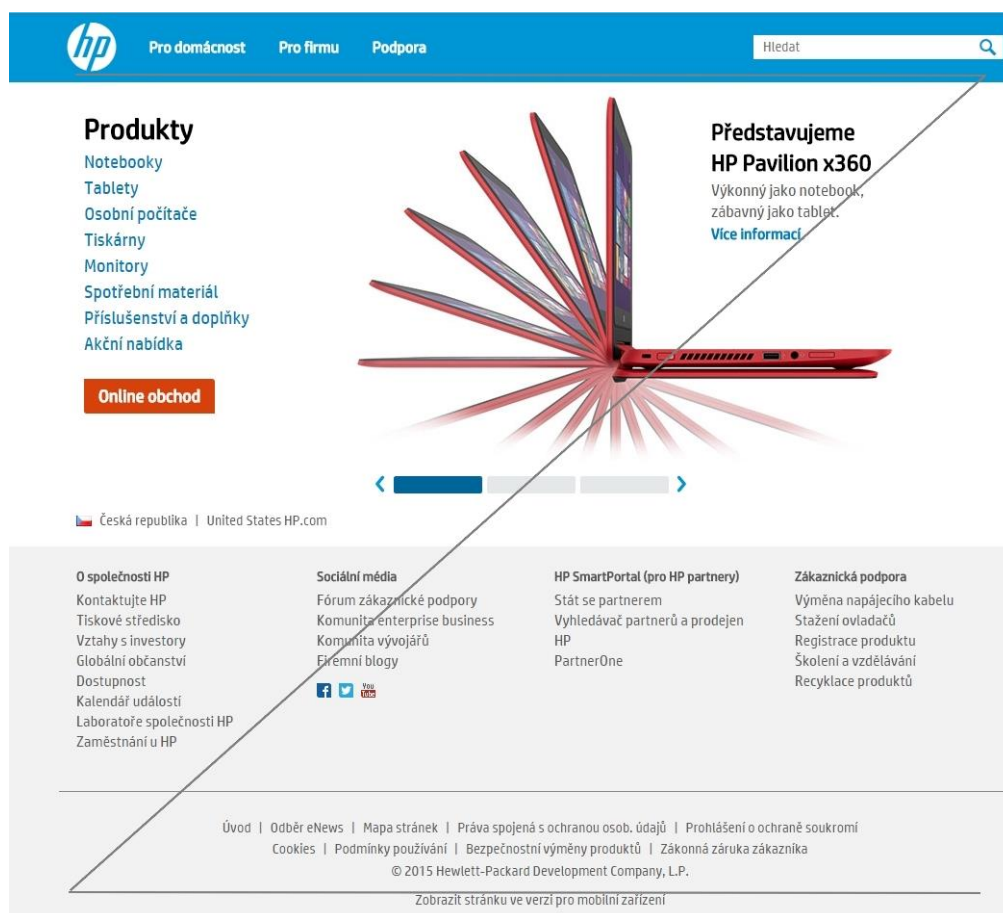 hp Pro domácnost Pro firmu Podpora Hledat
Produkty
Notebooky
Tablety
Osobní počítače
Tiskárny
Monitory
Spotřební materiál
Příslušenství a doplňky
Akční nabídka
Online obchod
Představujeme
HP Pavilion x360
Výkonný jako notebook,
zábavný jako tablet.
Více informací
Česká republika | United States HP.com
O společnosti HP
Kontaktujte HP
Tiskové středisko
Vztahy s investory
Globální občanství
Dostupnost
Kalendář událostí
Laboratoře společnosti HP
Zaměstnání u HP
Sociální média
Fórum zákaznické podpory
Komunita enterprise business
Komunita vývojářů
Firemní blogy
You Tube
HP SmartPortal (pro HP partnery)
Stát se partnerem
Vyhledávač partnerů a prodejen
HP
PartnerOne
Zákaznická podpora
Výměna napájecího kabelu
Stažení ovladačů
Registrace produktu
Školení a vzdělávání
Recyklace produktů
Úvod | Odběr eNews | Mapa stránek | Práva spojená s ochranou osob. údajů | Prohlášení o ochraně soukromí
Cookies | Podmínky používání | Bezpečnostní výměny produktů | Zákonná záruka zákazníka
© 2015 Hewlett-Packard Development Company, L.P.
Zobrazit stránku ve verzi pro mobilní zařízení